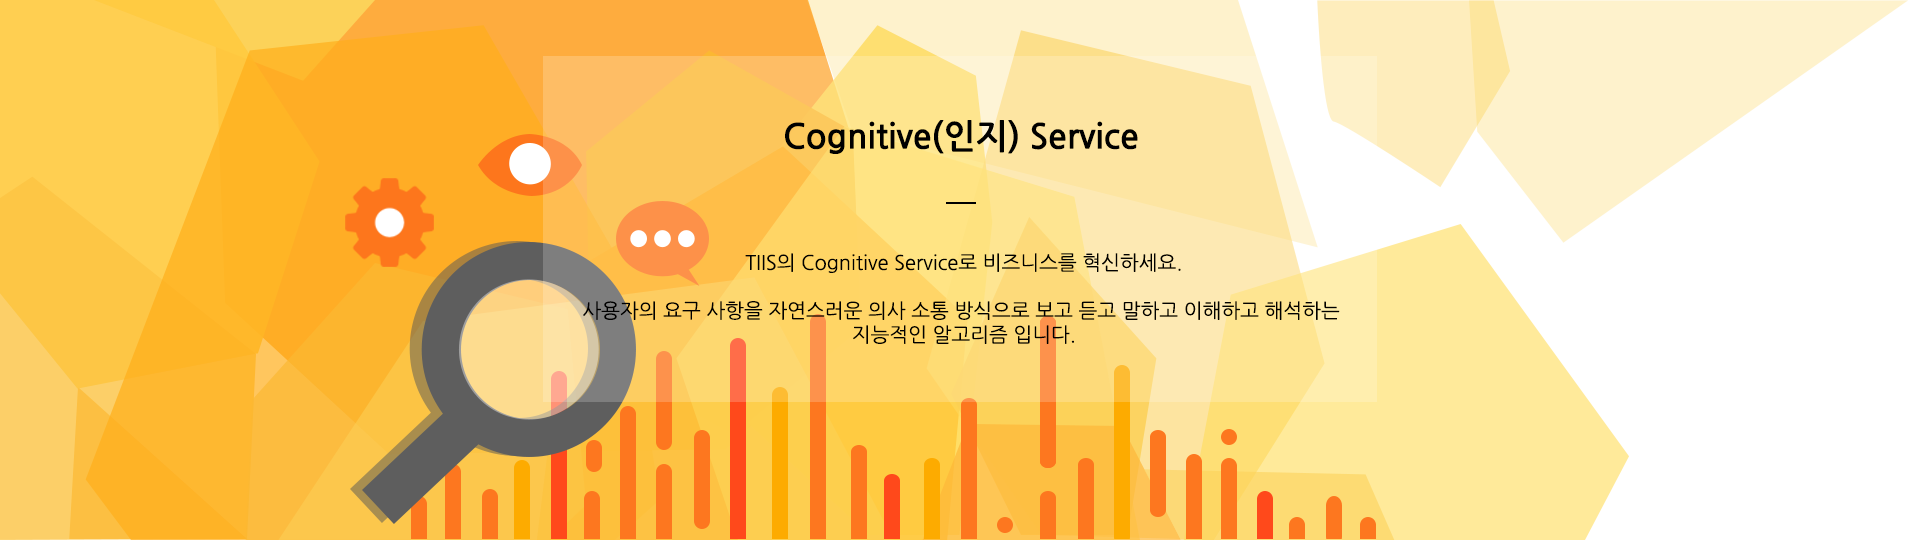 Cognitive(인지) Service
TIIS의 Cognitive Service로 비즈니스를 혁신하세요.
사용자의 요구 사항을 자연스러운 의사 소통 방식으로 보고 듣고 말하고 이해하고 해석하는
지능적인 알고리즘 입니다.